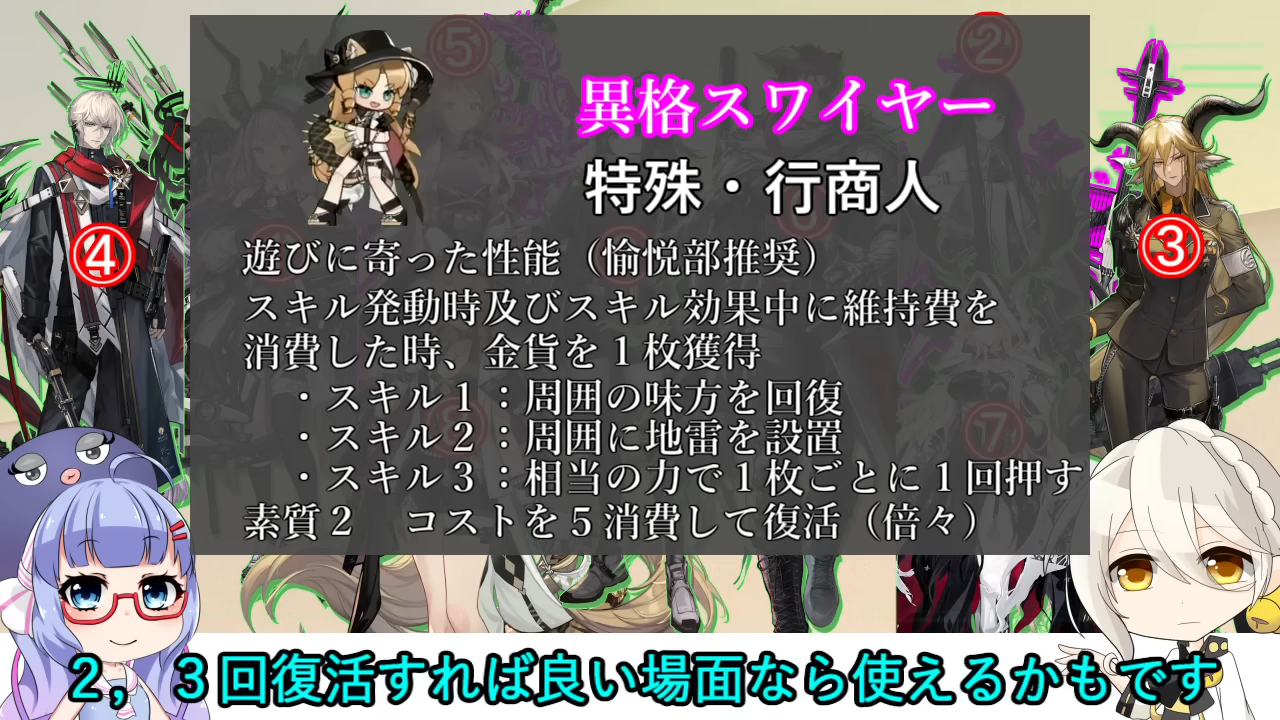 ⑤
②
異格スワイヤー
特殊・行商人
④
③
遊びに寄った性能（愉悦部推奨）
スキル発動時及びスキル効果中に維持費を
消費した時、金貨を１枚獲得
・スキル１：周囲の味方を回復
・スキル２：周囲に地雷を設置
⑦
・スキル３：相当の力で１枚ごとに１回押す
素質２　コストを５消費して復活（倍々）
２，３回復活すれば良い場面なら使えるかもです